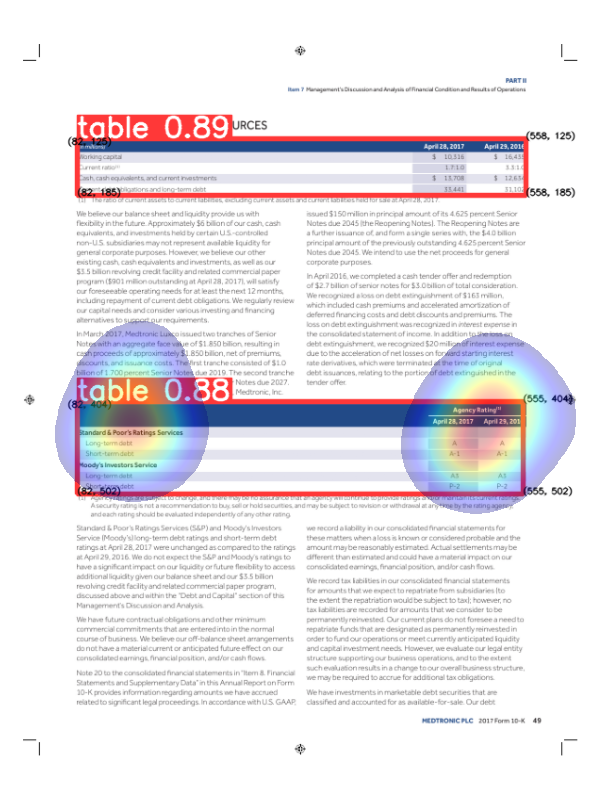 PART II
Item 7 Management's Discussion and Analysis of Financial Condition and Results of Operations
table 0.89 URCES
(82, 125) (558, 125)
April 28, 2017 April 29, 2016
Working capital $ 10,316 $
Current ratio(1) 1.7:1.0
Cash, cash equivalents, and current investments $ 13,708 $
(82, 185) obligations and long-term debt 33,441 (558, 185)
(1) The ratio of current assets to current liabilities, excluding current assets and current liabilities held for sale at April 28, 2017.
We believe our balance sheet and liquidity provide us with
flexibility in the future. Approximately $6 billion of our cash, cash
equivalents, and investments held by certain U.S.-controlled
non-U.S. subsidiaries may not represent available liquidity for
general corporate purposes. However, we believe our other
existing cash, cash equivalents and investments, as well as our
$3.5 billion revolving credit facility and related commercial paper
program ($901 million outstanding at April 28, 2017), will satisfy
our foreseeable operating needs for at least the next 12 months,
including repayment of current debt obligations. We regularly review
our capital needs and consider various investing and financing
alternatives to support our requirements.
In March 2017, Medtronic Luxco issued two tranches of Senior
Notes with an aggregate face value of $1.850 billion, resulting in
cash proceeds of approximately $1.850 billion, net of premiums,
discounts, and issuance costs. The first tranche consisted of $1.0
billion of 1.700 percent Senior Notes due 2019. The second tranche
Notes due 2027.
Medtronic, Inc.
issued $150 million in principal amount of its 4.625 percent Senior
Notes due 2045 (the Reopening Notes). The Reopening Notes are
a further issuance of, and form a single series with, the $4.0 billion
principal amount of the previously outstanding 4.625 percent Senior
Notes due 2045. We intend to use the net proceeds for general
corporate purposes.
In April 2016, we completed a cash tender offer and redemption
of $2.7 billion of senior notes for $3.0 billion of total consideration.
We recognized a loss on debt extinguishment of $163 million,
which included cash premiums and accelerated amortization of
deferred financing costs and debt discounts and premiums. The
loss on debt extinguishment was recognized in interest expense in
the consolidated statement of income. In addition to the loss on
debt extinguishment, we recognized $20 million of interest expense
due to the acceleration of net losses on forward starting interest
rate derivatives, which were terminated at the time of original
debt issuances, relating to the portion of debt extinguished in the
tender offer.
table 0.88
(82, 404) (555, 404)
Agency Rating(1)
April 28, 2017 April 29, 201
Standard & Poor's Ratings Services
Long-term debt A A
Short-term debt A-1 A-1
Moody's Investors Service
Long-term debt A3 A3
Short-term debt P-2 P-2
(82, 502) (555, 502)
(1) Agency ratings are subject to change, and there may be no assurance that an agency will continue to provide ratings and/or maintain its current ratings.
A security rating is not a recommendation to buy, sell or hold securities, and may be subject to revision or withdrawal at any time by the rating agency,
and each rating should be evaluated independently of any other rating.
Standard & Poor's Ratings Services (S&P) and Moody's Investors
Service (Moody's) long-term debt ratings and short-term debt
ratings at April 28, 2017 were unchanged as compared to the ratings
at April 29, 2016. We do not expect the S&P and Moody's ratings to
have a significant impact on our liquidity or future flexibility to access
additional liquidity given our balance sheet and our $3.5 billion
revolving credit facility and related commercial paper program,
discussed above and within the "Debt and Capital" section of this
Management's Discussion and Analysis.
We have future contractual obligations and other minimum
commercial commitments that are entered into in the normal
course of business. We believe our off-balance sheet arrangements
do not have a material current or anticipated future effect on our
consolidated earnings, financial position, and/or cash flows.
Note 20 to the consolidated financial statements in "Item 8. Financial
Statements and Supplementary Data" in this Annual Report on Form
10-K provides information regarding amounts we have accrued
related to significant legal proceedings. In accordance with U.S. GAAP,
we record a liability in our consolidated financial statements for
these matters when a loss is known or considered probable and the
amount may be reasonably estimated. Actual settlements may be
different than estimated and could have a material impact on our
consolidated earnings, financial position, and/or cash flows.
We record tax liabilities in our consolidated financial statements
for amounts that we expect to repatriate from subsidiaries (to
the extent the repatriation would be subject to tax); however, no
tax liabilities are recorded for amounts that we consider to be
permanently reinvested. Our current plans do not foresee a need to
repatriate funds that are designated as permanently reinvested in
order to fund our operations or meet currently anticipated liquidity
and capital investment needs. However, we evaluate our legal entity
structure supporting our business operations, and to the extent
such evaluation results in a change to our overall business structure,
we may be required to accrue for additional tax obligations.
We have investments in marketable debt securities that are
classified and accounted for as available-for-sale. Our debt
MEDTRONIC PLC 2017 Form 10-K 49